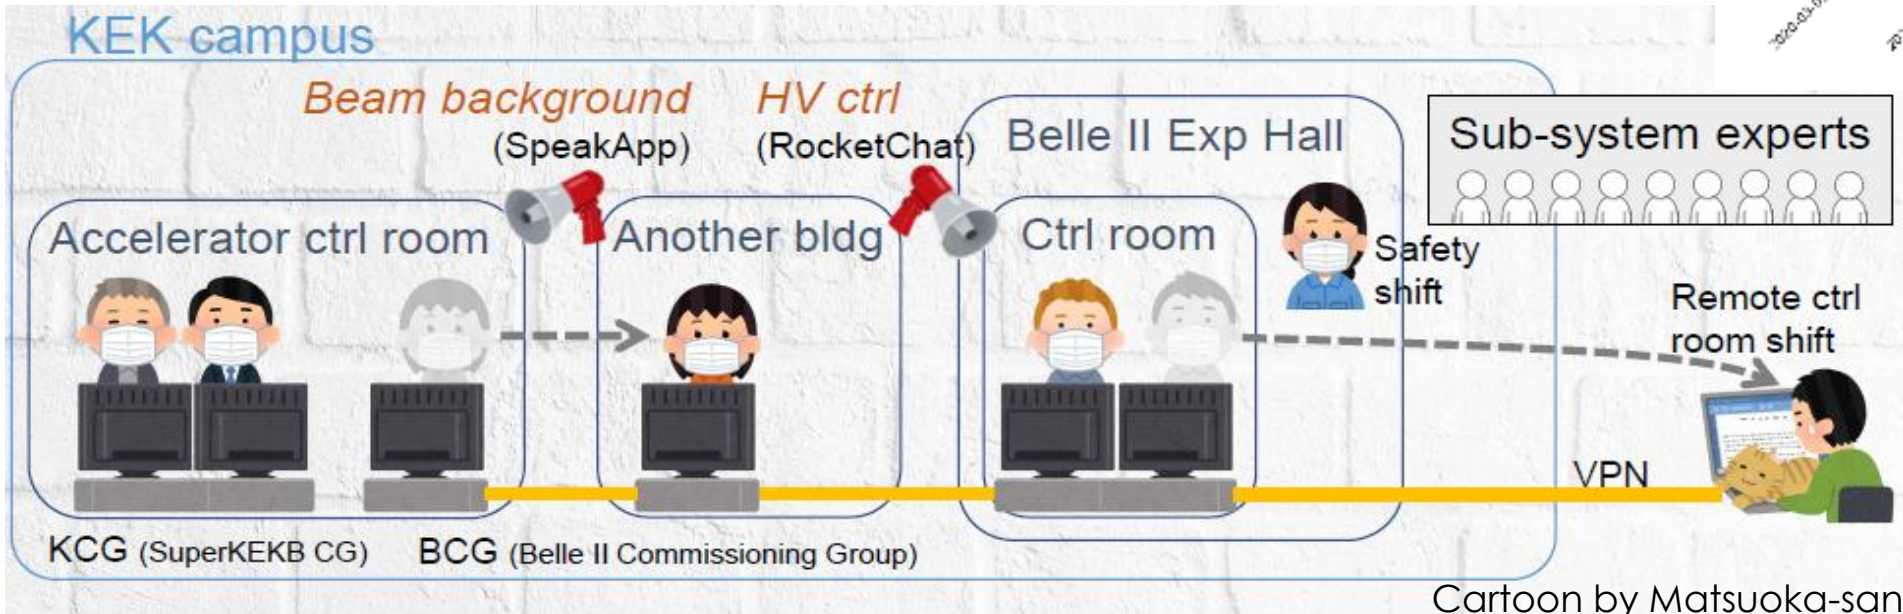 KEK campus
Beam background
(SpeakApp)
HV ctrl
(RocketChat)
Belle II Exp Hall
Sub-system experts
Accelerator ctrl room
Another bldg
Ctrl room
Safety
shift
Remote ctrl
room shift
VPN
KCG (SuperKEKB CG)
BCG (Belle II Commissioning Group)
Cartoon by Matsuoka-san